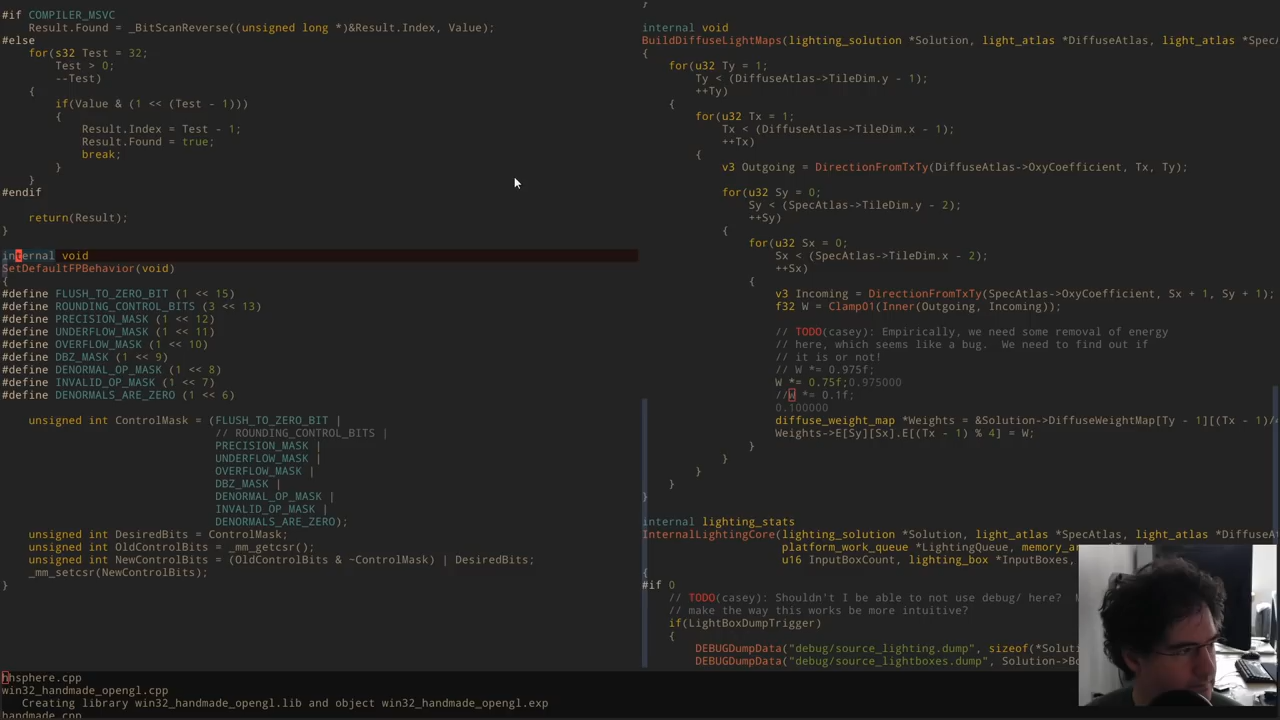 #if COMPILER_MSVC
Result.Found = _BitScanReverse((unsigned long *)&Result.Index, Value);
#else
for(s32 Test = 32;
Test > 0;
--Test)
{
if(Value & (1 << (Test - 1)))
{
Result.Index = Test - 1;
Result.Found = true;
break;
}
}
#endif
return(Result);
}
internal void
SetDefaultFPBehavior(void)
{
#define FLUSH_TO_ZERO_BIT (1 << 15)
#define ROUNDING_CONTROL_BITS (3 << 13)
#define PRECISION_MASK (1 << 12)
#define UNDERFLOW_MASK (1 << 11)
#define OVERFLOW_MASK (1 << 10)
#define DBZ_MASK (1 << 9)
#define DENORMAL_OP_MASK (1 << 8)
#define INVALID_OP_MASK (1 << 7)
#define DENORMALS_ARE_ZERO (1 << 6)
unsigned int ControlMask = (FLUSH_TO_ZERO_BIT |
// ROUNDING_CONTROL_BITS |
PRECISION_MASK |
UNDERFLOW_MASK |
OVERFLOW_MASK |
DBZ_MASK |
DENORMAL_OP_MASK |
INVALID_OP_MASK |
DENORMALS_ARE_ZERO);
unsigned int DesiredBits = ControlMask;
unsigned int OldControlBits = _mm_getcsr();
unsigned int NewControlBits = (OldControlBits & ~ControlMask) | DesiredBits;
_mm_setcsr(NewControlBits);
}
internal void
BuildDiffuseLightMaps(lighting_solution *Solution, light_atlas *DiffuseAtlas, light_atlas *Spec
{
for(u32 Ty = 1;
Ty < (DiffuseAtlas->TileDim.y - 1);
++Ty)
{
for(u32 Tx = 1;
Tx < (DiffuseAtlas->TileDim.x - 1);
++Tx)
{
v3 Outgoing = DirectionFromTxTy(DiffuseAtlas->OxyCoefficient, Tx, Ty);
for(u32 Sy = 0;
Sy < (SpecAtlas->TileDim.y - 2);
++Sy)
{
for(u32 Sx = 0;
Sx < (SpecAtlas->TileDim.x - 2);
++Sx)
{
v3 Incoming = DirectionFromTxTy(SpecAtlas->OxyCoefficient, Sx + 1, Sy + 1);
f32 W = Clamp01(Inner(Outgoing, Incoming));
// TODO(casey): Empirically, we need some removal of energy
// here, which seems like a bug.  We need to find out if
// it is or not!
// W *= 0.975f;
W *= 0.75f;0.975000
//W *= 0.1f;
0.100000
diffuse_weight_map *Weights = &Solution->DiffuseWeightMap[Ty - 1][(Tx - 1)/
Weights->E[Sy][Sx].E[(Tx - 1) % 4] = W;
}
}
}
}
}
internal lighting_stats
InternalLightingCore(lighting_solution *Solution, light_atlas *SpecAtlas, light_atlas *DiffuseA
platform_work_queue *LightingQueue, memory_ar
u16 InputBoxCount, lighting_box *InputBoxes,
{
#if 0
// TODO(casey): Shouldn't I be able to not use debug/ here?
// make the way this works be more intuitive?
if(LightBoxDumpTrigger)
{
DEBUGDumpData("debug/source_lighting.dump", sizeof(*Solut
DEBUGDumpData("debug/source_lightboxes.dump", Solution->Bo
hhsphere.cpp
win32_handmade_opengl.cpp
Creating library win32_handmade_opengl.lib and object win32_handmade_opengl.exp
handmade.cpp